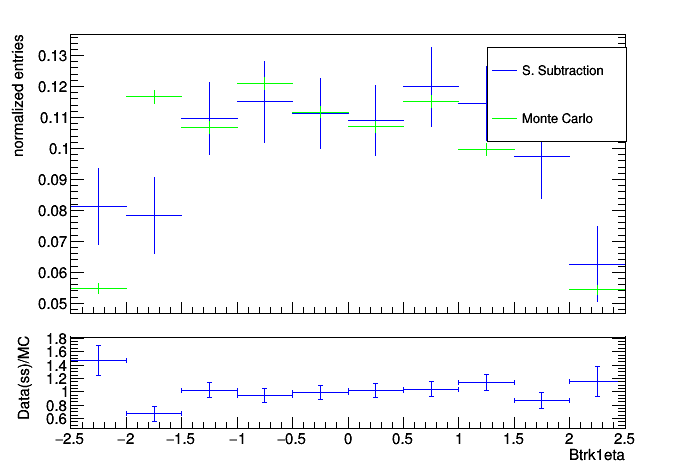 normalized entries
0.13
0.12
0.11
0.1
0.09
0.08
0.07
0.06
0.05
S. Subtraction
Monte Carlo
Data(ss)/MC
1.8
1.6
1.4
1.2
1
0.8
0.6
−2.5 −2 −1.5 −1 −0.5 0 0.5 1 1.5 2 2.5
Btrk1eta